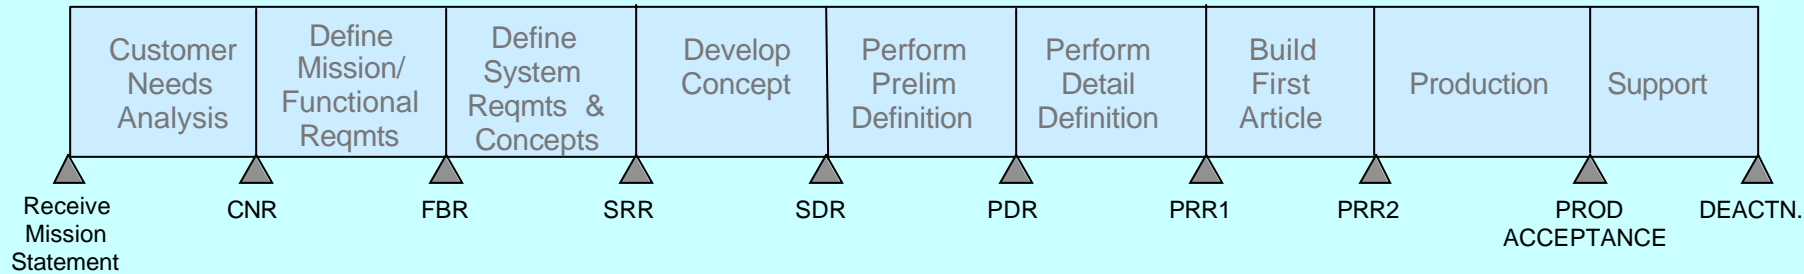 Customer
Needs
Analysis
Define
Mission/
Functional
Reqmts
Define
System
Reqmts &
Concepts
Develop
Concept
Perform
Prelim
Definition
Perform
Detail
Definition
Build
First
Article
Production
Support
Receive
Mission
Statement
CNR
FBR
SRR
SDR
PDR
PRR1
PRR2
PROD
ACCEPTANCE
DEACTN.